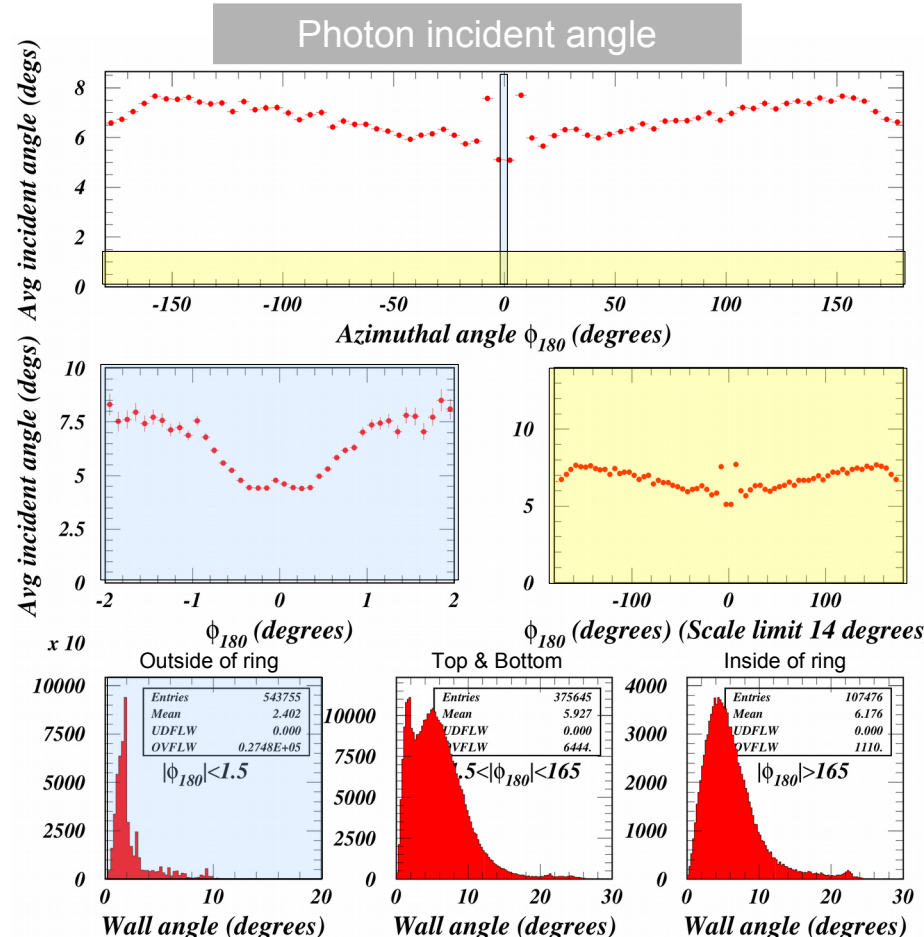 Photon incident angle
Avg incident angle (degs)
8
6
4
2
0
-150 -100 -50 0 50 100 150
Azimuthal angle ϕ180 (degrees)
Avg incident angle (degs)
10
7.5
5
2.5
0
-2 -1 0 1 2
ϕ180 (degrees)
10
5
0
-100 0 100
ϕ180 (degrees) (Scale limit 14 degrees
x 10
Outside of ring
10000
7500
5000
2500
0
Entries 543755
Mean 2.402
UDFLW 0.000
OVFLW 0.2748E+05
|ϕ180|<1.5
0 10 20
Wall angle (degrees)
Top & Bottom
10000
7500
5000
2500
0
Entries 375645
Mean 5.927
UDFLW 0.000
OVFLW 6444.
1.5<|ϕ180|<165
0 10 20 30
Wall angle (degrees)
Inside of ring
4000
3000
2000
1000
0
Entries 107476
Mean 6.176
UDFLW 0.000
OVFLW 1110.
|ϕ180|>165
0 10 20 30
Wall angle (degrees)